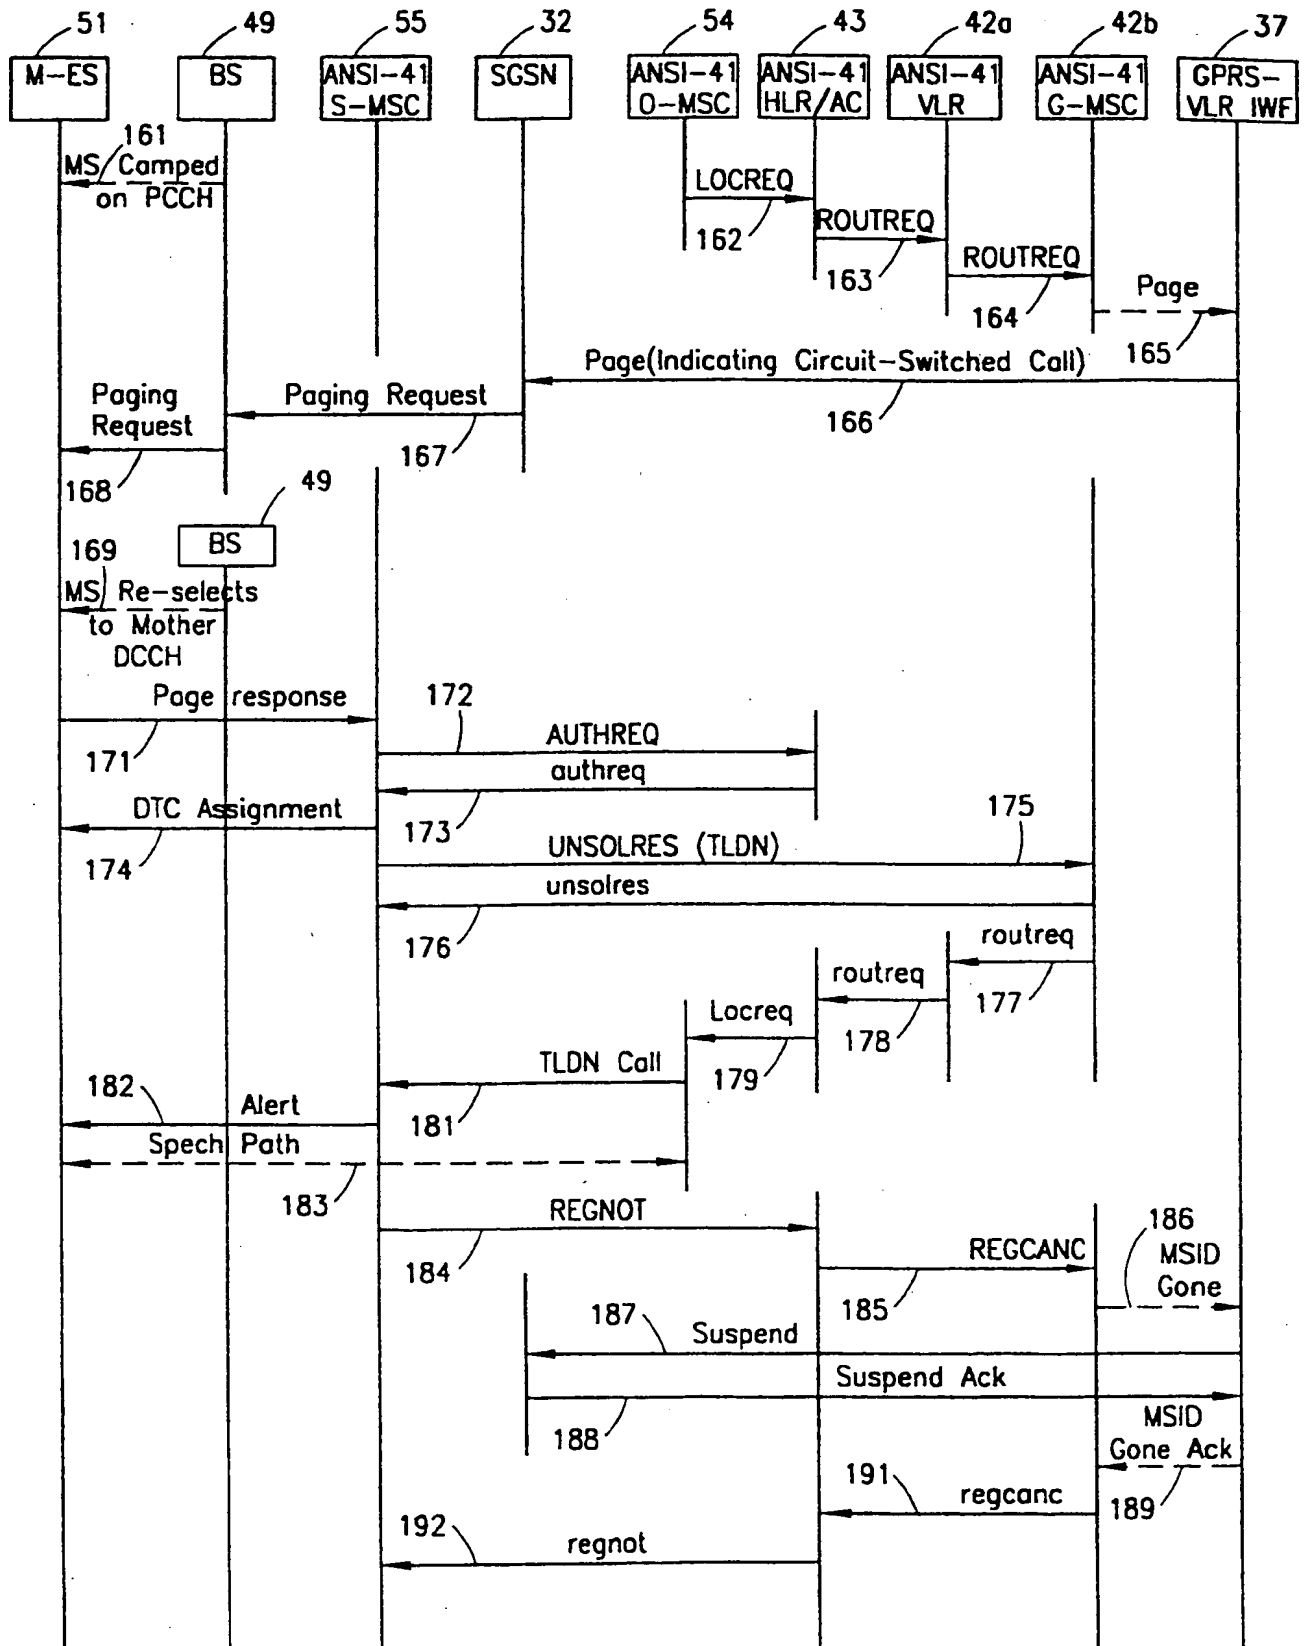 51
49
55
32
54
43
42a
42b
37
M-ES
BS
ANSI-41
S-MSC
SGSN
ANSI-41
O-MSC
ANSI-41
HLR/AC
ANSI-41
VLR
ANSI-41
G-MSC
GPRS-
VLR IWF
161
MS Camped
on PCCH
LOCREQ
162
ROUTREQ
163
ROUTREQ
164
Page
165
Page(Indicating Circuit-Switched Call)
166
Paging Request
167
Paging
Request
168
49
BS
169
MS Re-selects
to Mother
DCCH
Page response
171
172
AUTHREQ
authreq
173
DTC Assignment
174
175
UNSOLRES (TLDN)
unsolres
176
routreq
177
routreq
178
Locreq
179
TLDN Call
181
182
Alert
Spech Path
183
REGNOT
184
REGCANC
185
186
MSID
Gone
187
Suspend
Suspend Ack
188
MSID
Gone Ack
189
191
regcanc
192
regnot